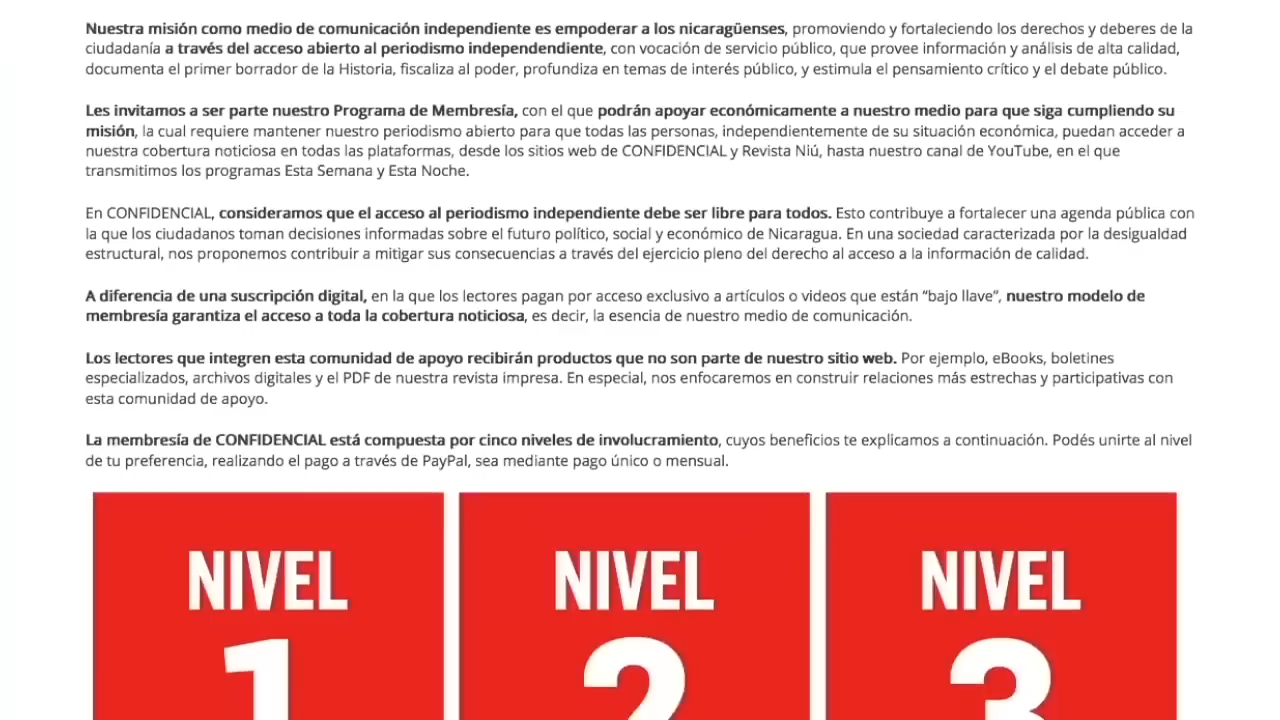 Nuestra misión como medio de comunicación independiente es empoderar a los nicaragüenses, promoviendo y fortaleciendo los derechos y deberes de la
ciudadanía a través del acceso abierto al periodismo independendiente, con vocación de servicio público, que provee información y análisis de alta calidad,
documenta el primer borrador de la Historia, fiscaliza al poder, profundiza en temas de interés público, y estimula el pensamiento crítico y el debate público.
Les invitamos a ser parte nuestro Programa de Membresía, con el que podrán apoyar económicamente a nuestro medio para que siga cumpliendo su
misión, la cual requiere mantener nuestro periodismo abierto para que todas las personas, independientemente de su situación económica, puedan acceder a
nuestra cobertura noticiosa en todas las plataformas, desde los sitios web de CONFIDENCIAL y Revista Niú, hasta nuestro canal de YouTube, en el que
transmitimos los programas Esta Semana y Esta Noche.
En CONFIDENCIAL, consideramos que el acceso al periodismo independiente debe ser libre para todos. Esto contribuye a fortalecer una agenda pública con
la que los ciudadanos toman decisiones informadas sobre el futuro político, social y económico de Nicaragua. En una sociedad caracterizada por la desigualdad
estructural, nos proponemos contribuir a mitigar sus consecuencias a través del ejercicio pleno del derecho al acceso a la información de calidad.
A diferencia de una suscripción digital, en la que los lectores pagan por acceso exclusivo a artículos o videos que están “bajo llave”, nuestro modelo de
membresía garantiza el acceso a toda la cobertura noticiosa, es decir, la esencia de nuestro medio de comunicación.
Los lectores que integren esta comunidad de apoyo recibirán productos que no son parte de nuestro sitio web. Por ejemplo, eBooks, boletines
especializados, archivos digitales y el PDF de nuestra revista impresa. En especial, nos enfocaremos en construir relaciones más estrechas y participativas con
esta comunidad de apoyo.
La membresía de CONFIDENCIAL está compuesta por cinco niveles de involucramiento, cuyos beneficios te explicamos a continuación. Podés unirte al nivel
de tu preferencia, realizando el pago a través de PayPal, sea mediante pago único o mensual.
NIVEL
1
NIVEL
2
NIVEL
3